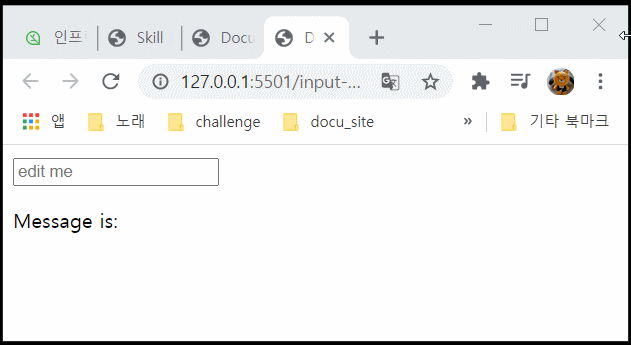 인프
Skill
Docu
D
127.0.0.1:5501/input-...
앱 노래 challenge docu_site » 기타 북마크
edit me
Message is: